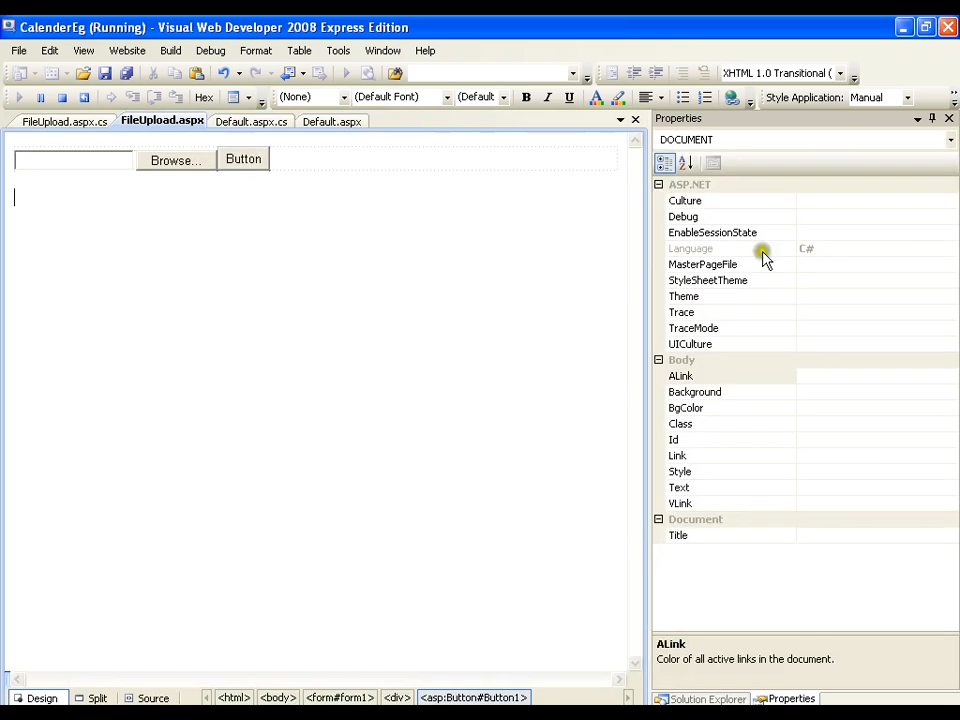 CalenderEg (Running) - Visual Web Developer 2008 Express Edition
File Edit View Website Build Debug Format Table Tools Window Help
XHTML 1.0 Transitional (
Hex (None) (Default Font) (Default B I U A Style Application: Manual
FileUpload.aspx.cs FileUpload.aspx Default.aspx.cs Default.aspx
Browse... Button
Properties
DOCUMENT
ASP.NET
Culture
Debug
EnableSessionState
Language C#
MasterPageFile
StyleSheetTheme
Theme
Trace
TraceMode
UICulture
Body
ALink
Background
BgColor
Class
Id
Link
Style
Text
VLink
Document
Title
ALink
Color of all active links in the document.
Design Split Source <html> <body> <form#form1> <div> <asp:Button#Button1>
Solution Explorer Properties